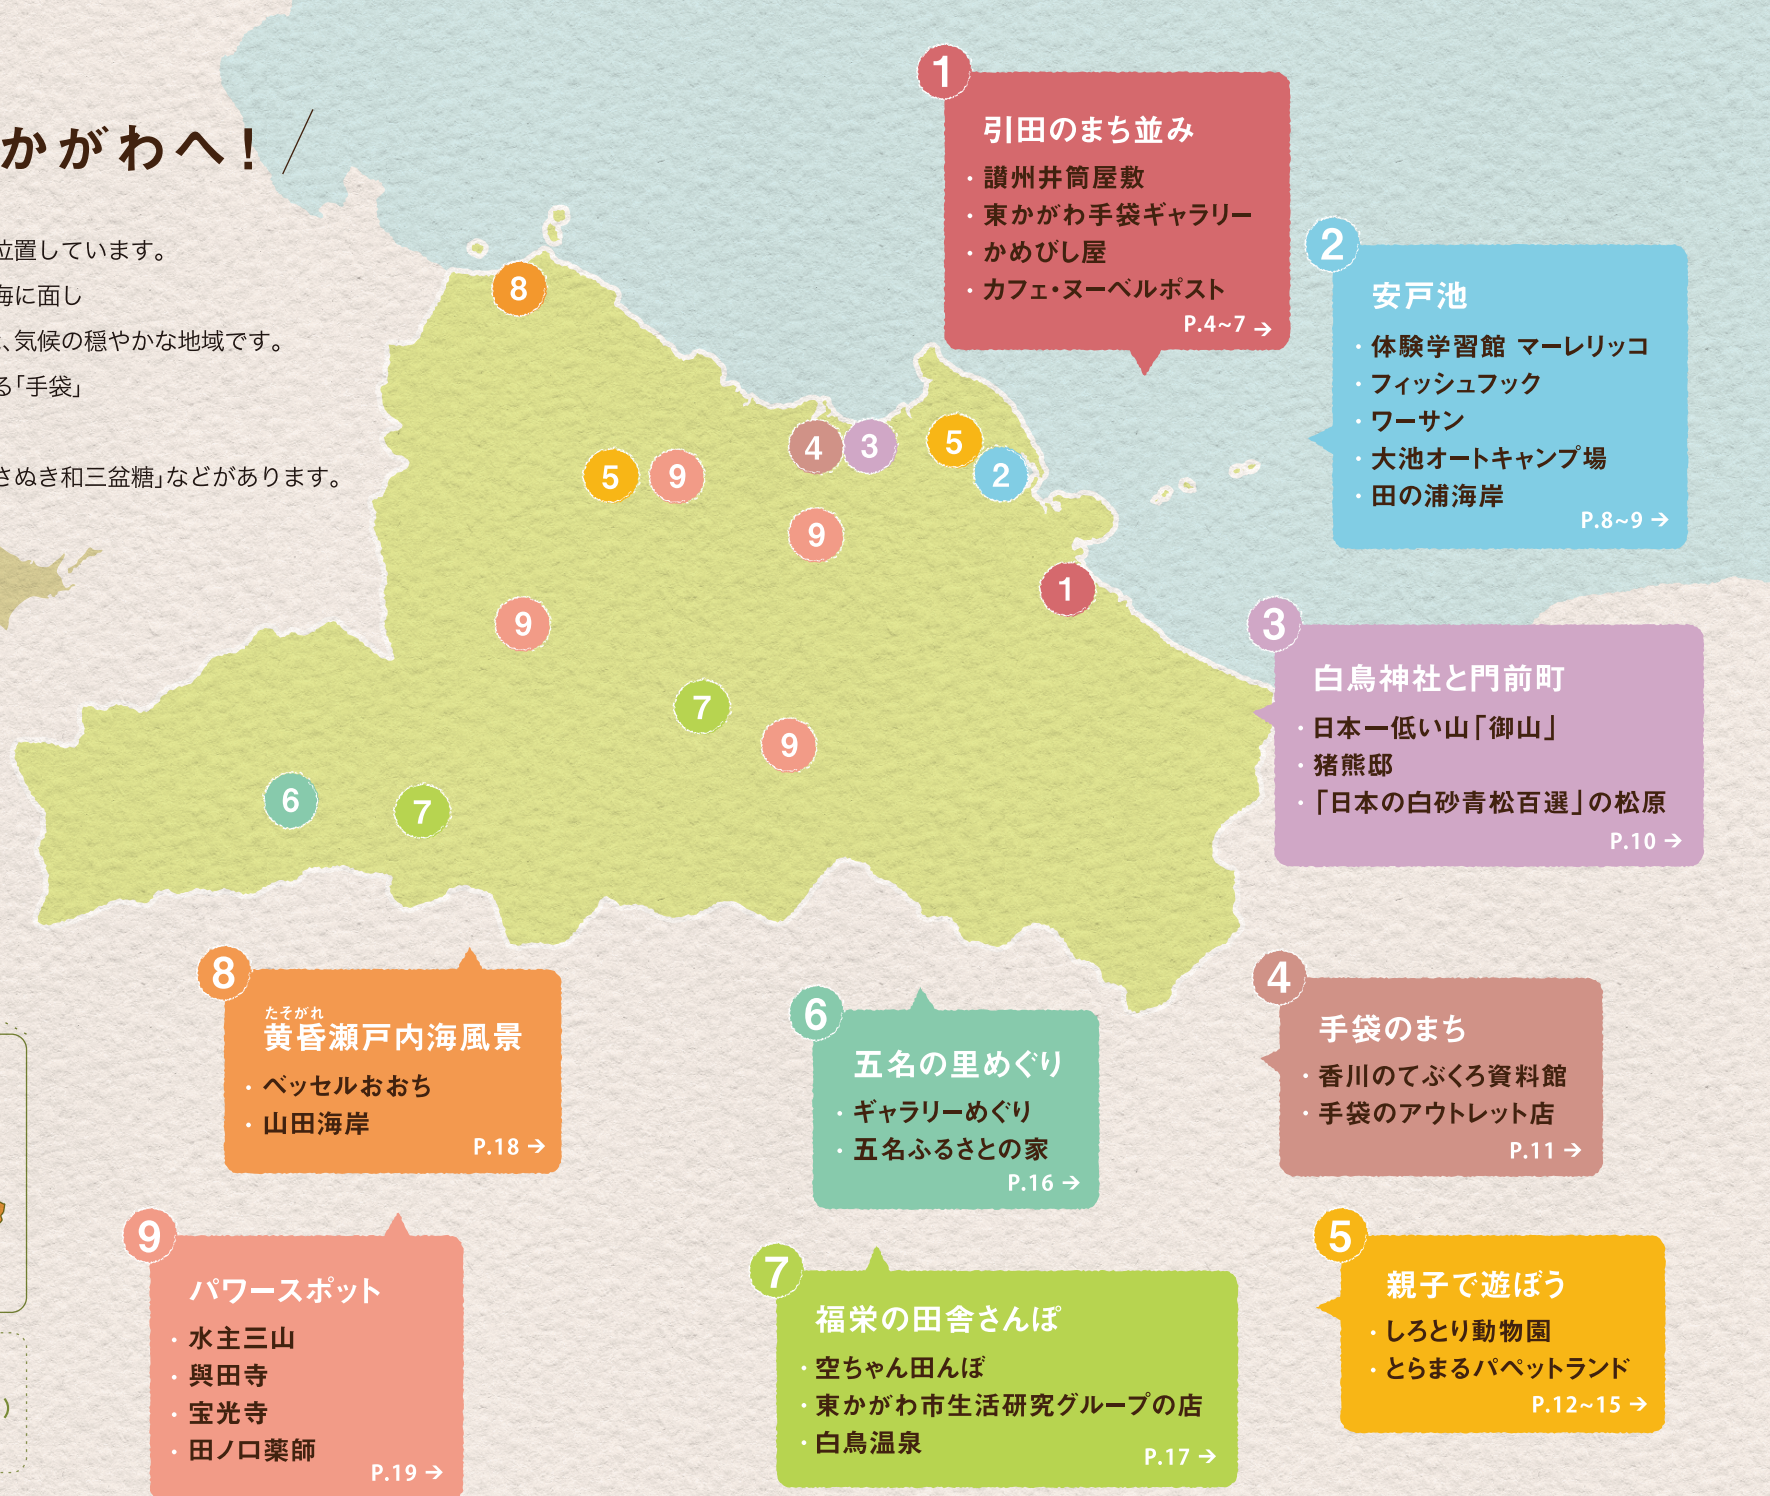 かがわへ！
位置しています。
海に面し
、気候の穏やかな地域です。
る「手袋」
さぬき和三盆糖」などがあります。
1
引田のまち並み
・讃州井筒屋敷
・東かがわ手袋ギャラリー
・かめびし屋
・カフェ・ヌーベルポスト
P.4~7 →
2
安戸池
・体験学習館 マーレリッコ
・フィッシュフック
・ワーサン
・大池オートキャンプ場
・田の浦海岸
P.8~9 →
8
4
3
5
2
5
9
9
1
9
7
9
6
7
3
白鳥神社と門前町
・日本一低い山「御山」
・猪熊邸
・「日本の白砂青松百選」の松原
P.10 →
4
手袋のまち
・香川のてぶくろ資料館
・手袋のアウトレット店
P.11 →
5
親子で遊ぼう
・しろとり動物園
・とらまるパペットランド
P.12~15 →
6
五名の里めぐり
・ギャラリーめぐり
・五名ふるさとの家
P.16 →
7
福栄の田舎さんぽ
・空ちゃん田んぼ
・東かがわ市生活研究グループの店
・白鳥温泉
P.17 →
8
たそがれ
黄昏瀬戸内海風景
・ベッセルおおち
・山田海岸
P.18 →
9
パワースポット
・水主三山
・與田寺
・宝光寺
・田ノ口薬師
P.19 →
)